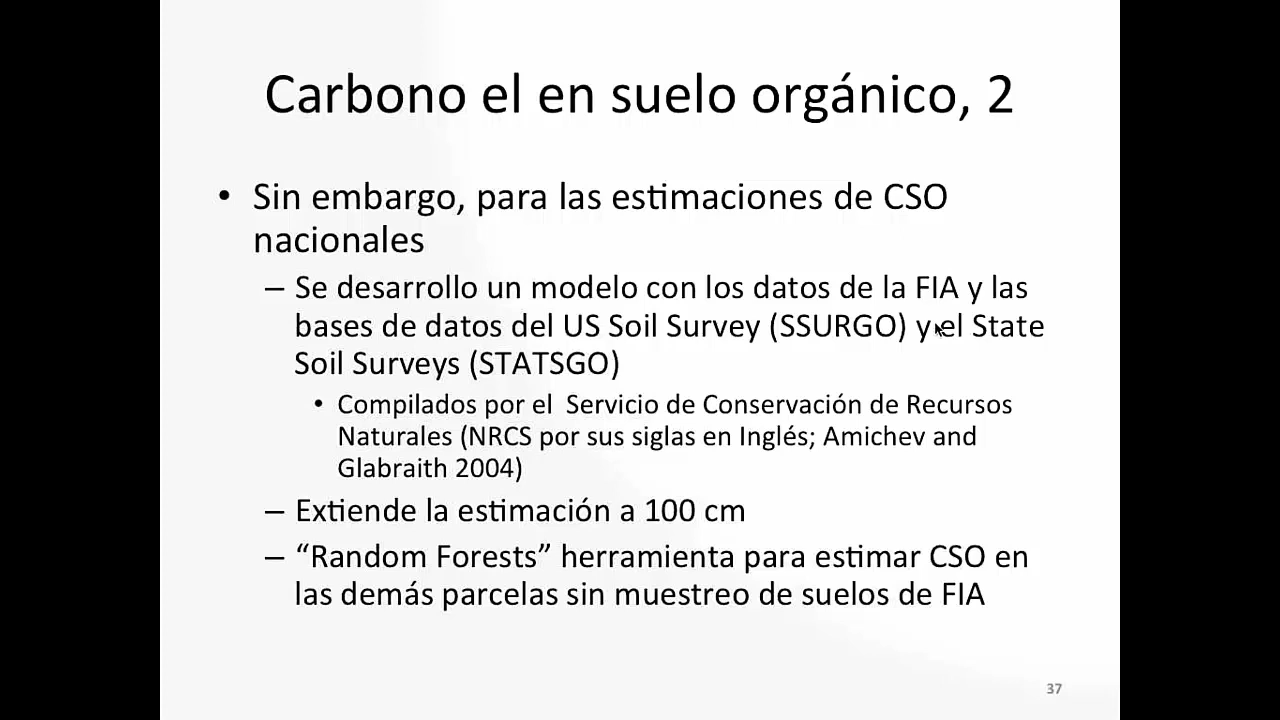 Carbono el en suelo orgánico, 2
• Sin embargo, para las estimaciones de CSO
nacionales
– Se desarrollo un modelo con los datos de la FIA y las
bases de datos del US Soil Survey (SSURGO) y el State
Soil Surveys (STATSGO)
• Compilados por el  Servicio de Conservación de Recursos
Naturales (NRCS por sus siglas en Inglés; Amichev and
Glabraith 2004)
– Extiende la estimación a 100 cm
– “Random Forests” herramienta para estimar CSO en
las demás parcelas sin muestreo de suelos de FIA
37